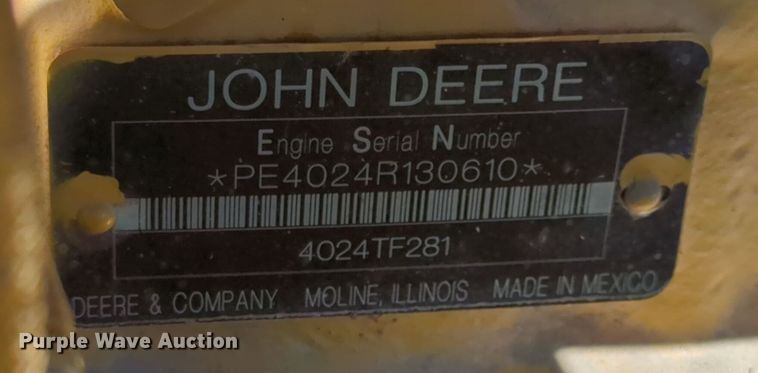 JOHN DEERE
Engine Serial Number
*PE4024R130610*
4024TF281
DEERE & COMPANY MOLINE, ILLINOIS MADE IN MEXICO
Purple Wave Auction